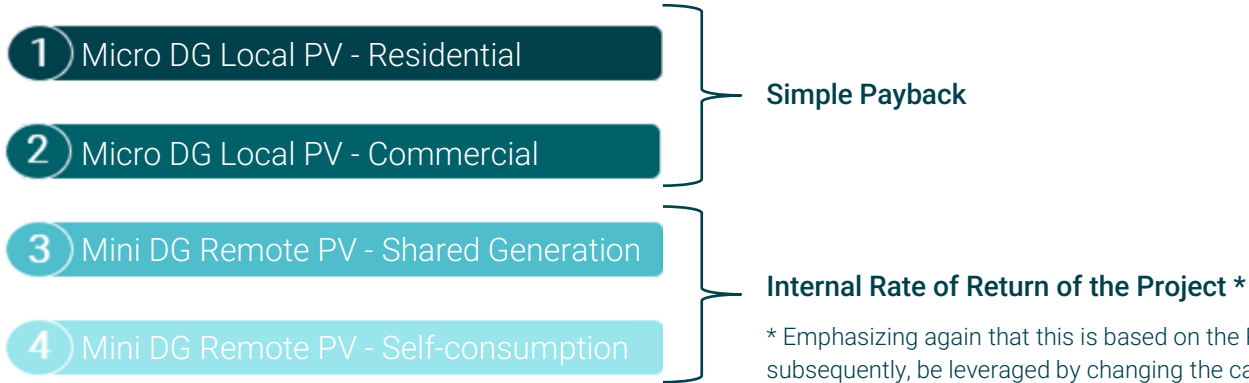 1 Micro DG Local PV - Residential
Simple Payback
2 Micro DG Local PV - Commercial
3 Mini DG Remote PV - Shared Generation
Internal Rate of Return of the Project *
* Emphasizing again that this is based on the
4 Mini DG Remote PV - Self-consumption
subsequently, be leveraged by changing the